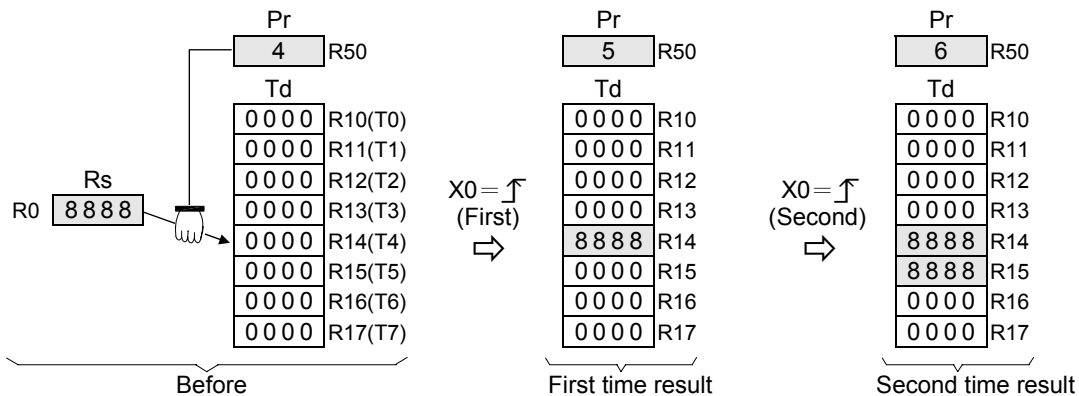 Pr Pr Pr
4 R50 5 R50 6 R50
Td Td Td
0000 R10(T0) 0000 R10 0000 R10
0000 R11(T1) 0000 R11 0000 R11
Rs 0000 R12(T2) X0= 0000 R12 X0= 0000 R12
R0 8888 0000 R13(T3) (First) 0000 R13 (Second) 0000 R13
0000 R14(T4) 8888 R14 8888 R14
0000 R15(T5) 0000 R15 8888 R15
0000 R16(T6) 0000 R16 0000 R16
0000 R17(T7) 0000 R17 0000 R17
Before First time result Second time result